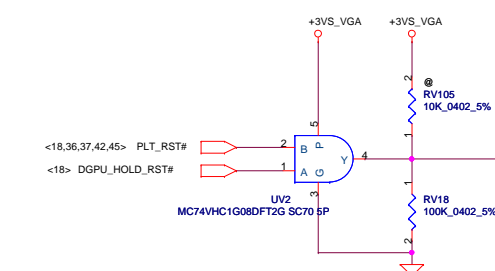 +3VS_VGA +3VS_VGA
@
RV105
10K_0402_5%
2
1
5
<18,36,37,42,45> PLT_RST# 2 B P
Y 4
<18> DGPU_HOLD_RST# 1 A G
3
UV2
MC74VHC1G08DFT2G SC70 5P
1
RV18
100K_0402_5%
2